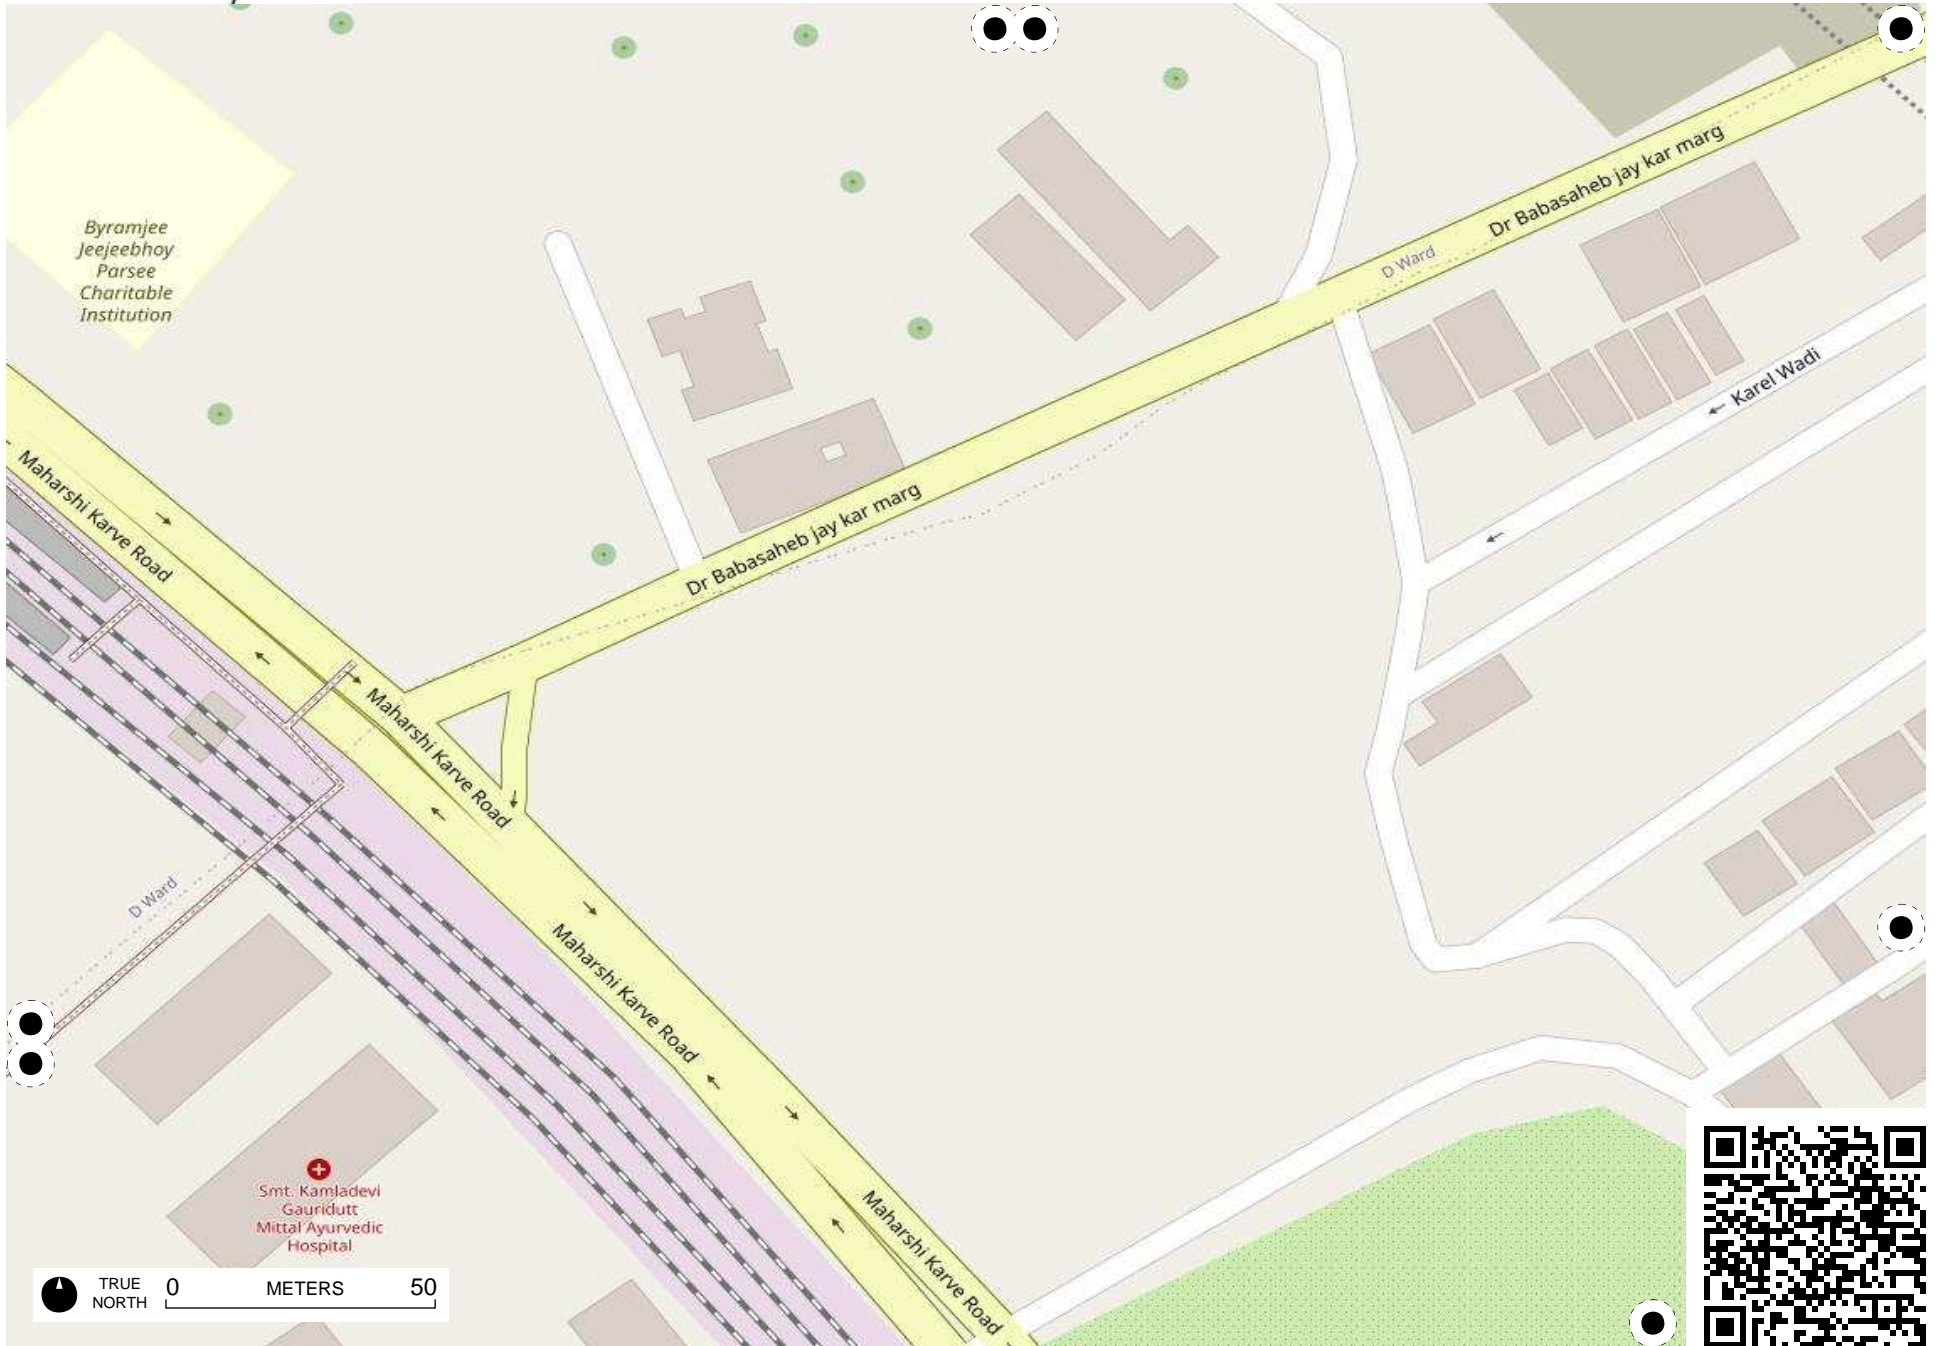 Dr Babasaheb jay kar marg
D Ward
Byramjee
Jeejeebhoy
Parsee
Charitable
Institution
Karel Wadi
Maharshi Karve Road
Dr Babasaheb jay kar marg
Maharshi Karve Road
D Ward
Maharshi Karve Road
Smt. Kamladevi
Gauridutt
Mittal Ayurvedic
Hospital
Maharshi Karve Road
TRUE
NORTH
0 METERS 50